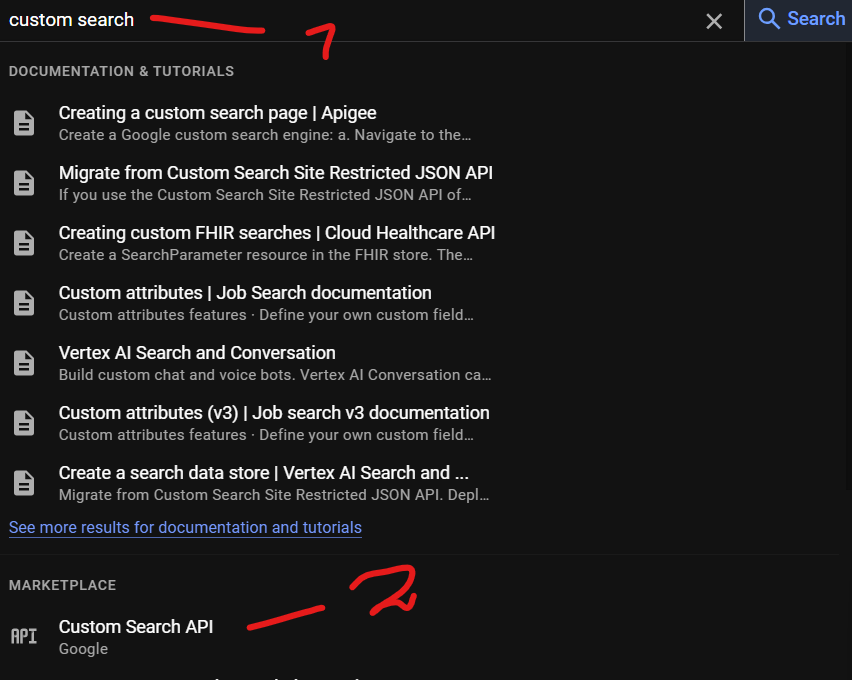 custom search
1
Search
DOCUMENTATION & TUTORIALS
Creating a custom search page | Apigee
Create a Google custom search engine: a. Navigate to the...
Migrate from Custom Search Site Restricted JSON API
If you use the Custom Search Site Restricted JSON API of...
Creating custom FHIR searches | Cloud Healthcare API
Create a SearchParameter resource in the FHIR store. The...
Custom attributes | Job Search documentation
Custom attributes features · Define your own custom field...
Vertex AI Search and Conversation
Build custom chat and voice bots. Vertex AI Conversation ca...
Custom attributes (v3) | Job search v3 documentation
Custom attributes features · Define your own custom field...
Create a search data store | Vertex AI Search and ...
Migrate from Custom Search Site Restricted JSON API. Depl...
See more results for documentation and tutorials
MARKETPLACE
2
API
Custom Search API
Google